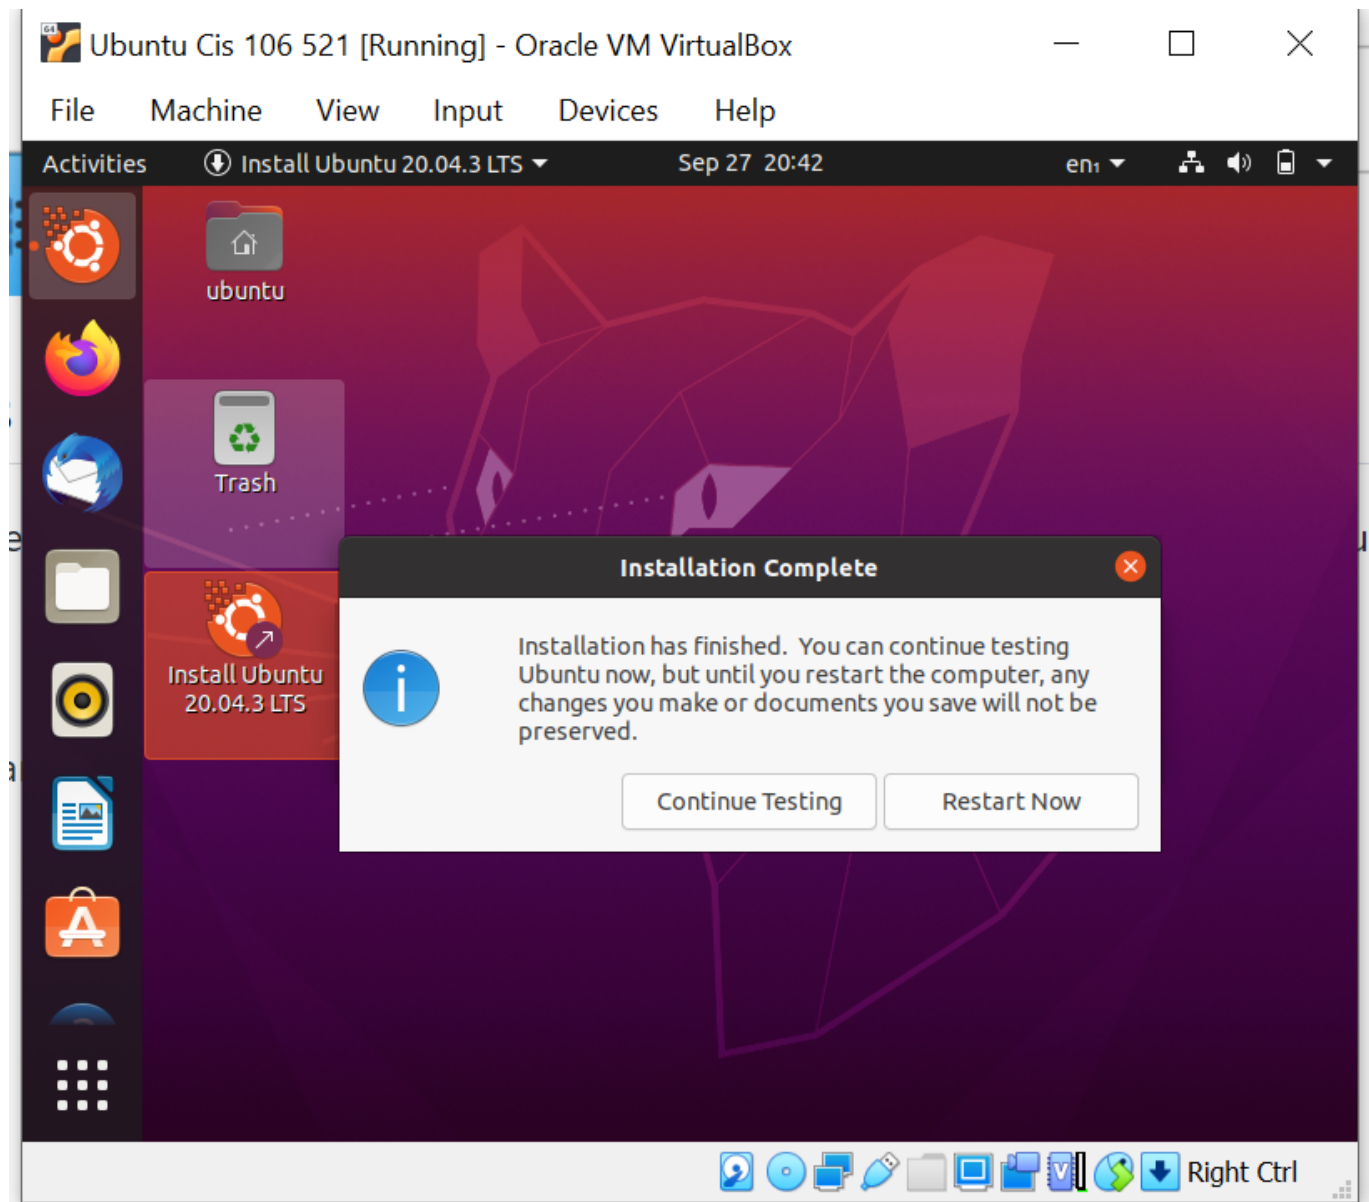 Ubuntu Cis 106 521 [Running] - Oracle VM VirtualBox
File Machine View Input Devices Help
Activities Install Ubuntu 20.04.3 LTS Sep 27 20:42 en₁
ubuntu
Trash
Install Ubuntu
20.04.3 LTS
Installation Complete
Installation has finished. You can continue testing
Ubuntu now, but until you restart the computer, any
changes you make or documents you save will not be
preserved.
Continue Testing Restart Now
Right Ctrl